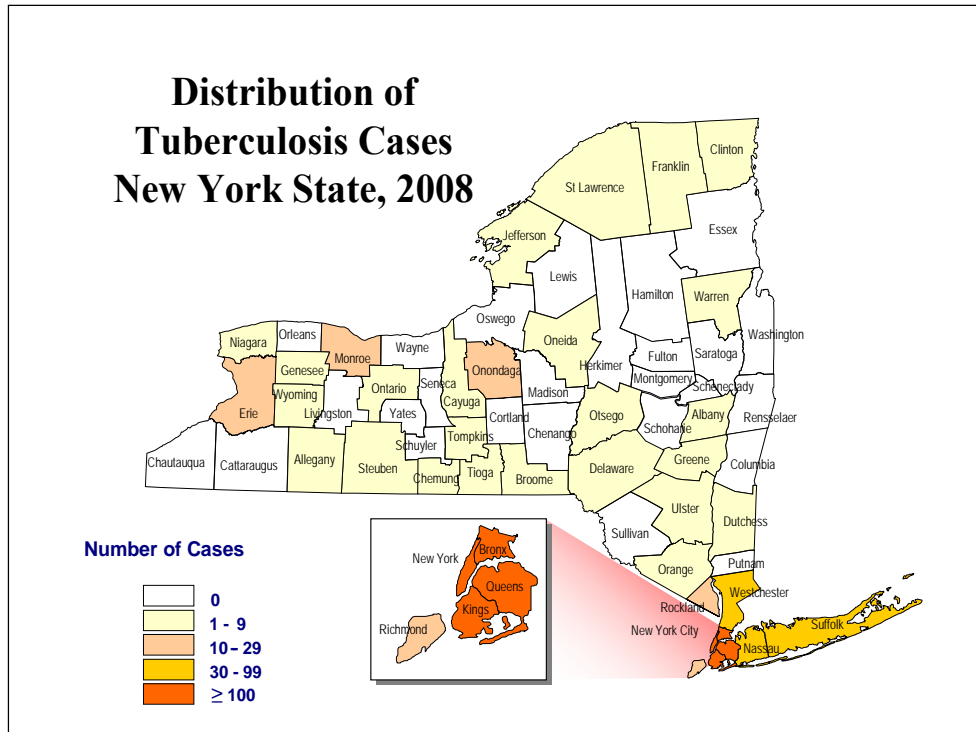 Distribution of
Tuberculosis Cases
New York State, 2008
Clinton
Franklin
St Lawrence
Essex
Jefferson
Lewis
Hamilton
Warren
Oswego
Washington
Oneida
Herkimer
Niagara
Orleans
Monroe
Wayne
Fulton
Saratoga
Genesee
Onondaga
Montgomery
Schenectady
Wyoming
Ontario
Seneca
Cayuga
Madison
Erie
Livingston
Yates
Cortland
Otsego
Albany
Rensselaer
Schoharie
Chenango
Schuyler
Tompkins
Chautauqua
Cattaraugus
Allegany
Steuben
Chemung
Tioga
Broome
Delaware
Greene
Columbia
Ulster
Dutchess
Sullivan
Putnam
Orange
Westchester
Rockland
New York City
Suffolk
Nassau
New York
Bronx
Queens
Kings
Richmond
Number of Cases
0
1 - 9
10 – 29
30 - 99
≥ 100